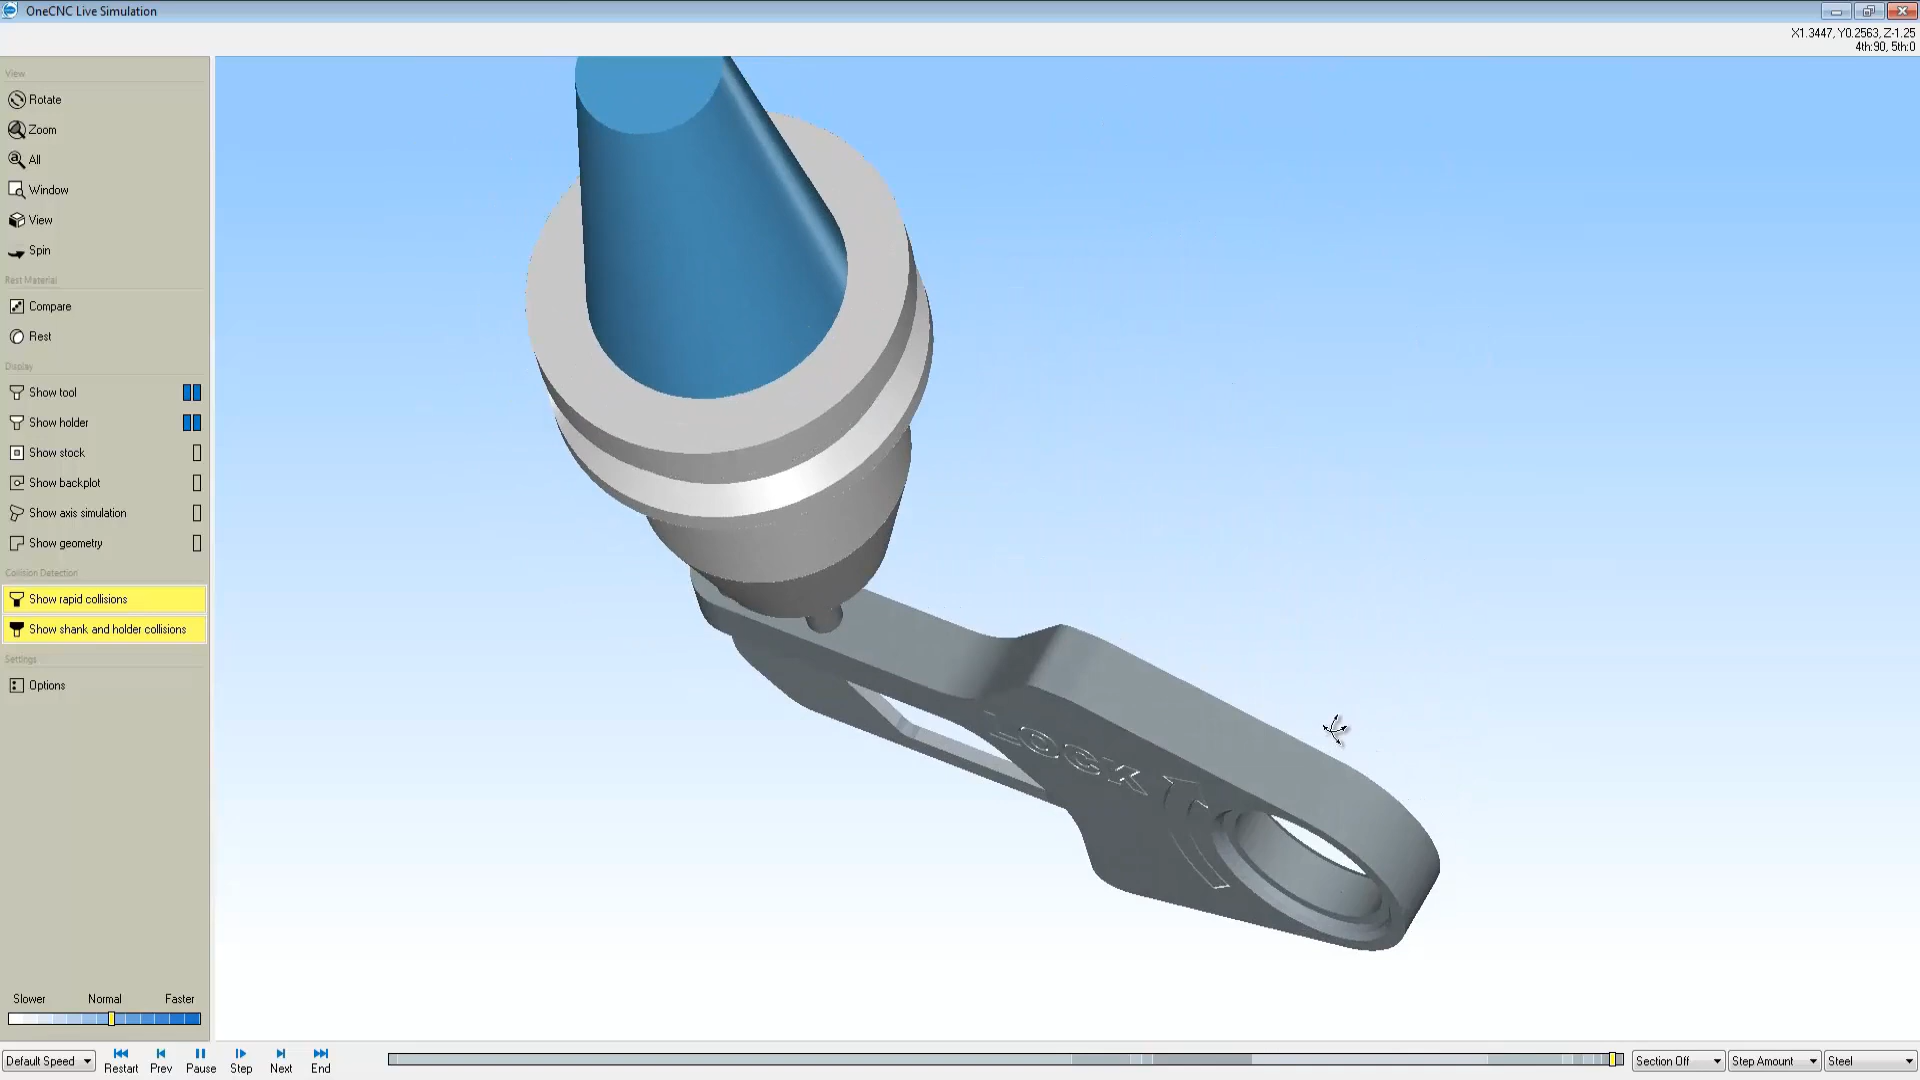 OneCNC Live Simulation
X1.3447, Y0.2563, Z-1.25
4th:90, 5th:0
View
Rotate
Zoom
All
Window
View
Spin
Rest Material
Compare
Rest
Display
Show tool
Show holder
Show stock
Show backplot
Show axis simulation
Show geometry
Collision Detection
Show rapid collisions
Show shank and holder collisions
Settings
Options
LOCK
Slower Normal Faster
Default Speed Restart Prev Pause Step Next End Section Off Step Amount Steel